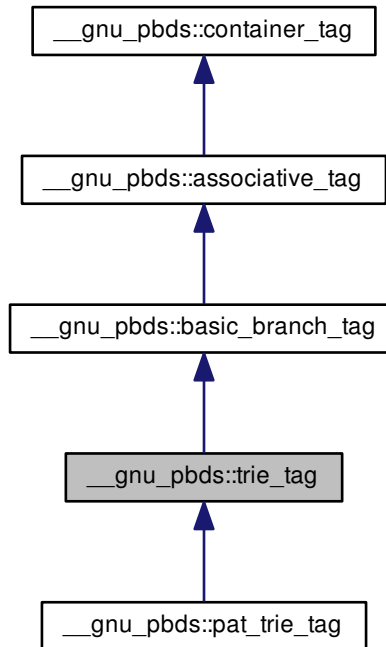 __gnu_pbds::container_tag
__gnu_pbds::associative_tag
__gnu_pbds::basic_branch_tag
__gnu_pbds::trie_tag
__gnu_pbds::pat_trie_tag